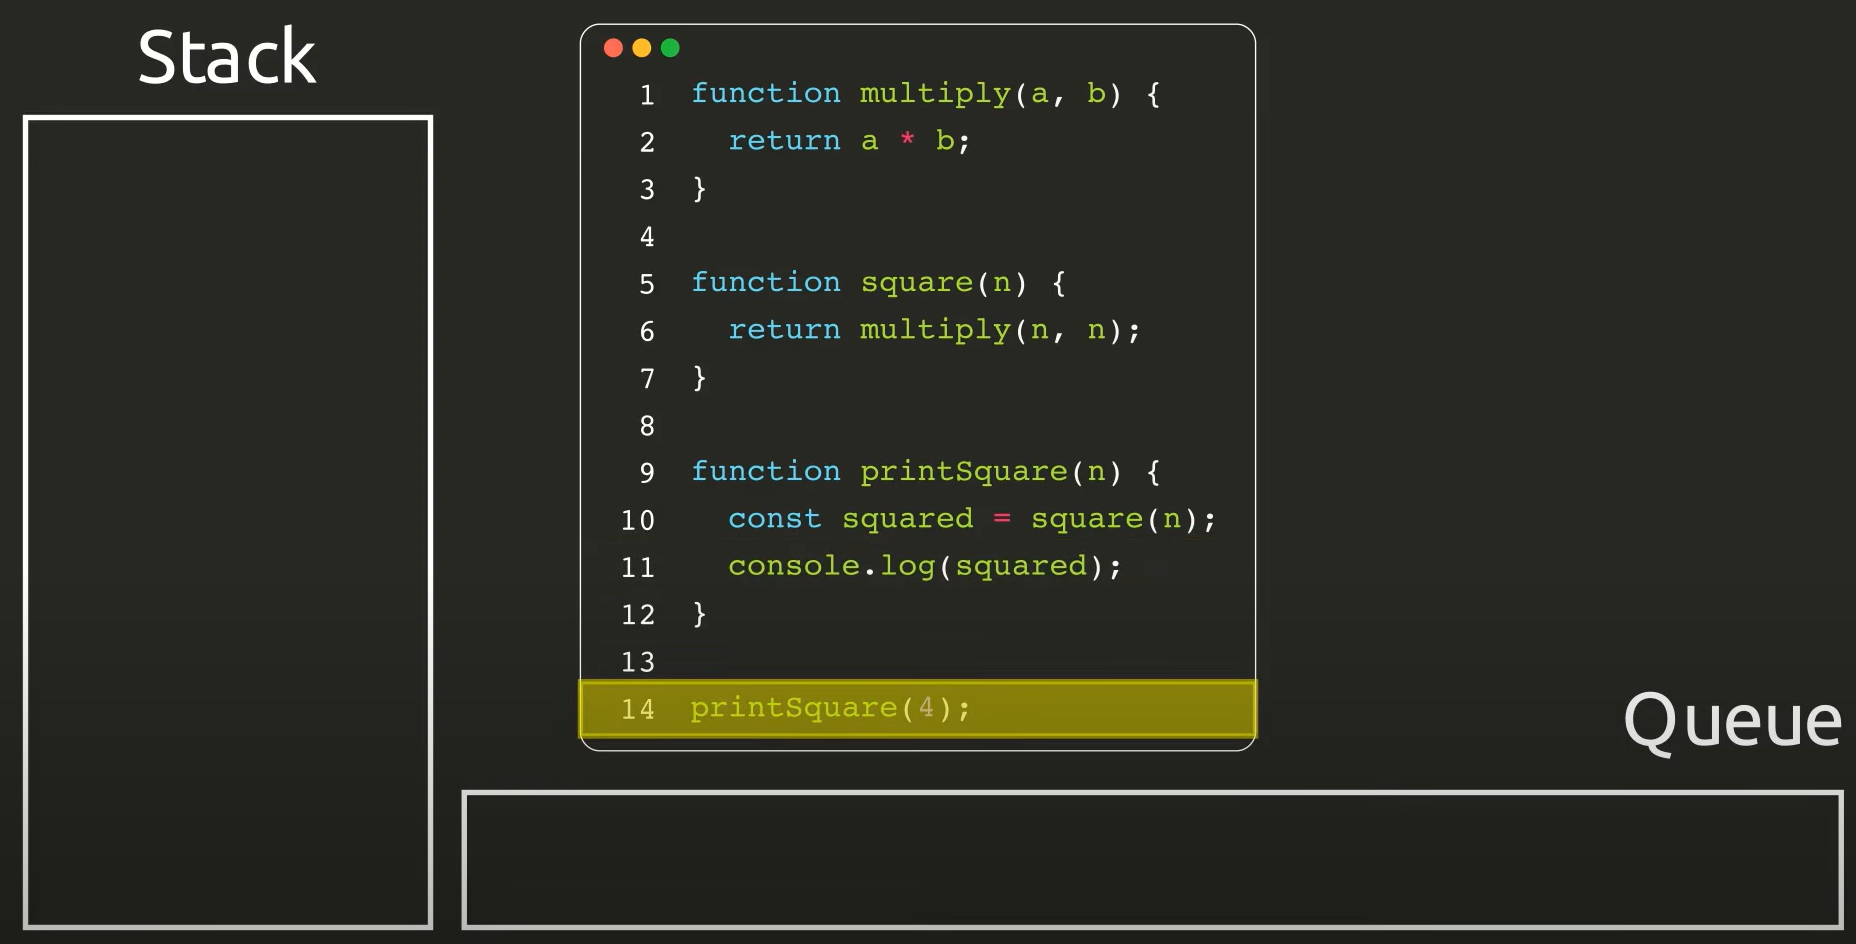 Stack
1 function multiply(a, b) {
2   return a * b;
3 }
4
5 function square(n) {
6   return multiply(n, n);
7 }
8
9 function printSquare(n) {
10   const squared = square(n);
11   console.log(squared);
12 }
13
14 printSquare(4);
Queue